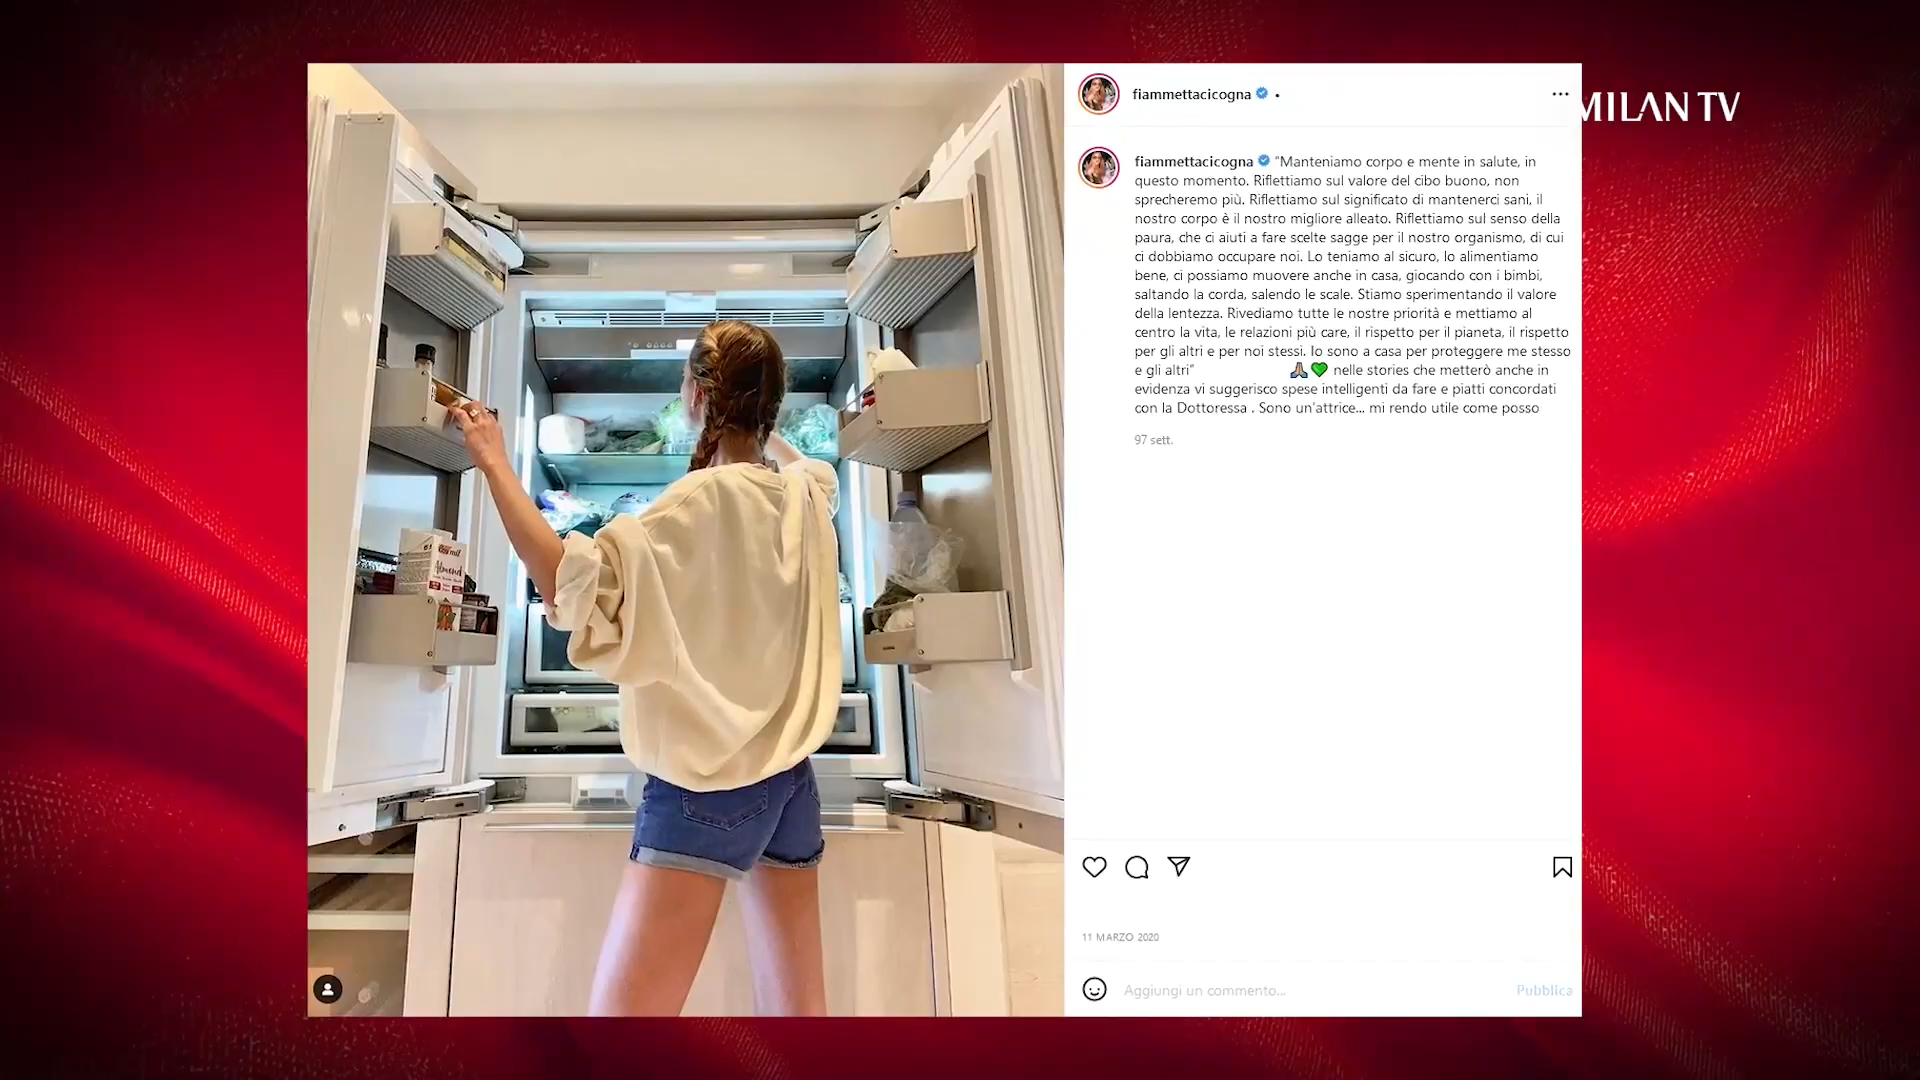 fiammettacicogna •
MILAN TV
fiammettacicogna "Manteniamo corpo e mente in salute, in
questo momento. Riflettiamo sul valore del cibo buono, non
sprecheremo più. Riflettiamo sul significato di mantenerci sani, il
nostro corpo è il nostro migliore alleato. Riflettiamo sul senso della
paura, che ci aiuti a fare scelte sagge per il nostro organismo, di cui
ci dobbiamo occupare noi. Lo teniamo al sicuro, lo alimentiamo
bene, ci possiamo muovere anche in casa, giocando con i bimbi,
saltando la corda, salendo le scale. Stiamo sperimentando il valore
della lentezza. Rivediamo tutte le nostre priorità e mettiamo al
centro la vita, le relazioni più care, il rispetto per il pianeta, il rispetto
per gli altri e per noi stessi. Io sono a casa per proteggere me stesso
e gli altri" 🙏🏼💚 nelle stories che metterò anche in
evidenza vi suggerisco spese intelligenti da fare e piatti concordati
con la Dottoressa . Sono un'attrice... mi rendo utile come posso
97 sett.
Almond
11 MARZO 2020
Aggiungi un commento...
Pubblica